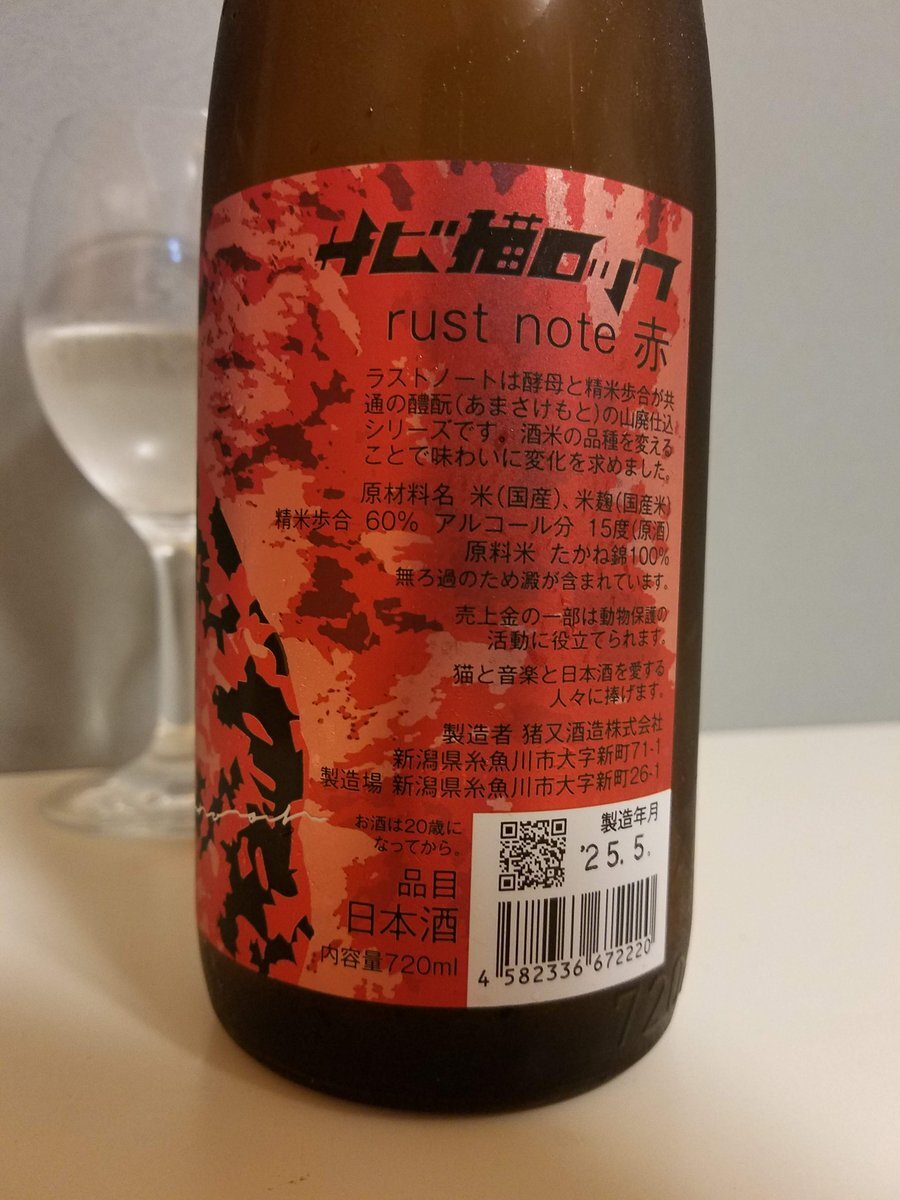 サビ猫ロック
rust note 赤
ラストノートは酵母と精米歩合が共
通の醴酛(あまさけもと)の山廃仕込
シリーズです。酒米の品種を変える
ことで味わいに変化を求めました。
原材料名 米(国産)、米麹(国産米)
精米歩合 60% アルコール分 15度(原酒)
原料米 たかね錦100%
無ろ過のため澱が含まれています。
売上金の一部は動物保護の
活動に役立てられます。
猫と音楽と日本酒を愛する
人々に捧げます。
製造者 猪又酒造株式会社
新潟県糸魚川市大字新町71-1
製造場 新潟県糸魚川市大字新町26-1
お酒は20歳に
なってから。
品目
日本酒
内容量720ml
製造年月
'25.5.
4 582336 672220